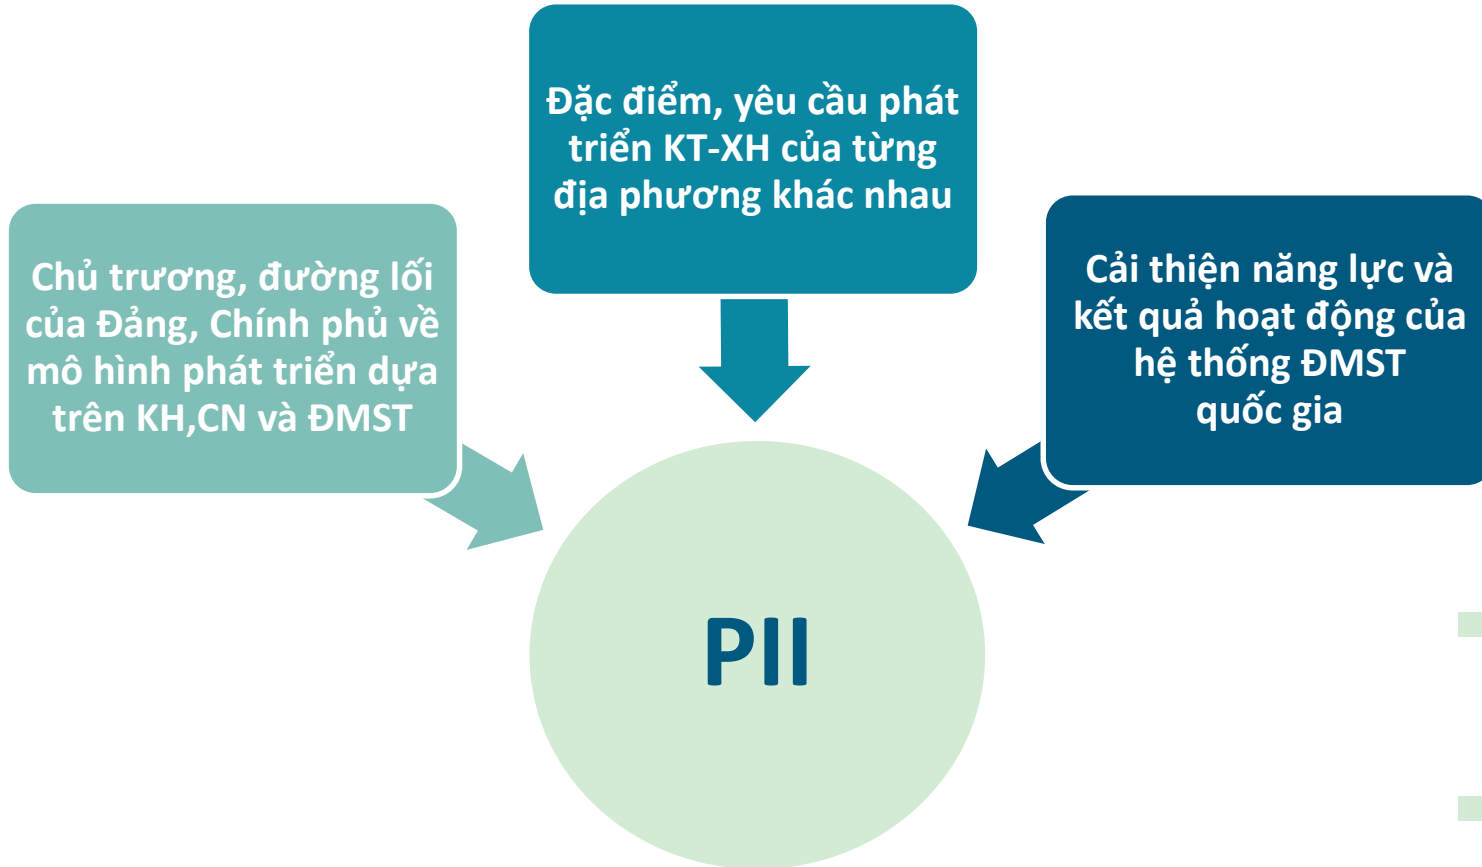 Đặc điểm, yêu cầu phát
triển KT-XH của từng
địa phương khác nhau
Chủ trương, đường lối
của Đảng, Chính phủ về
mô hình phát triển dựa
trên KH,CN và ĐMST
Cải thiện năng lực và
kết quả hoạt động của
hệ thống ĐMST
quốc gia
PII